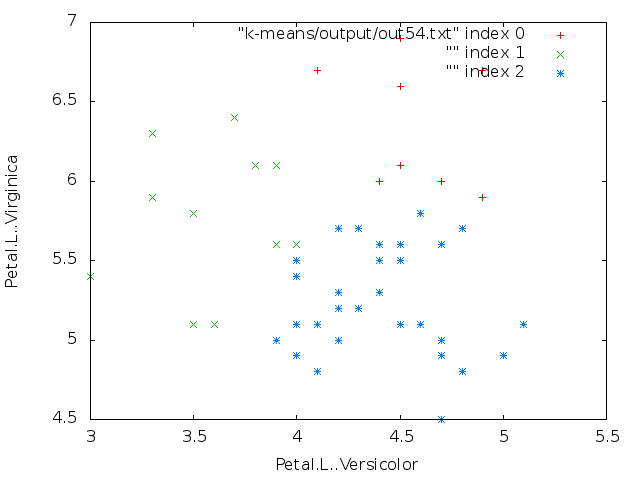 "k-means/output/out54.txt" index 0
"" index 1
"" index 2
7
6.5
6
5.5
5
4.5
3
3.5
4
4.5
5
5.5
Petal.L..Virginica
Petal.L..Versicolor